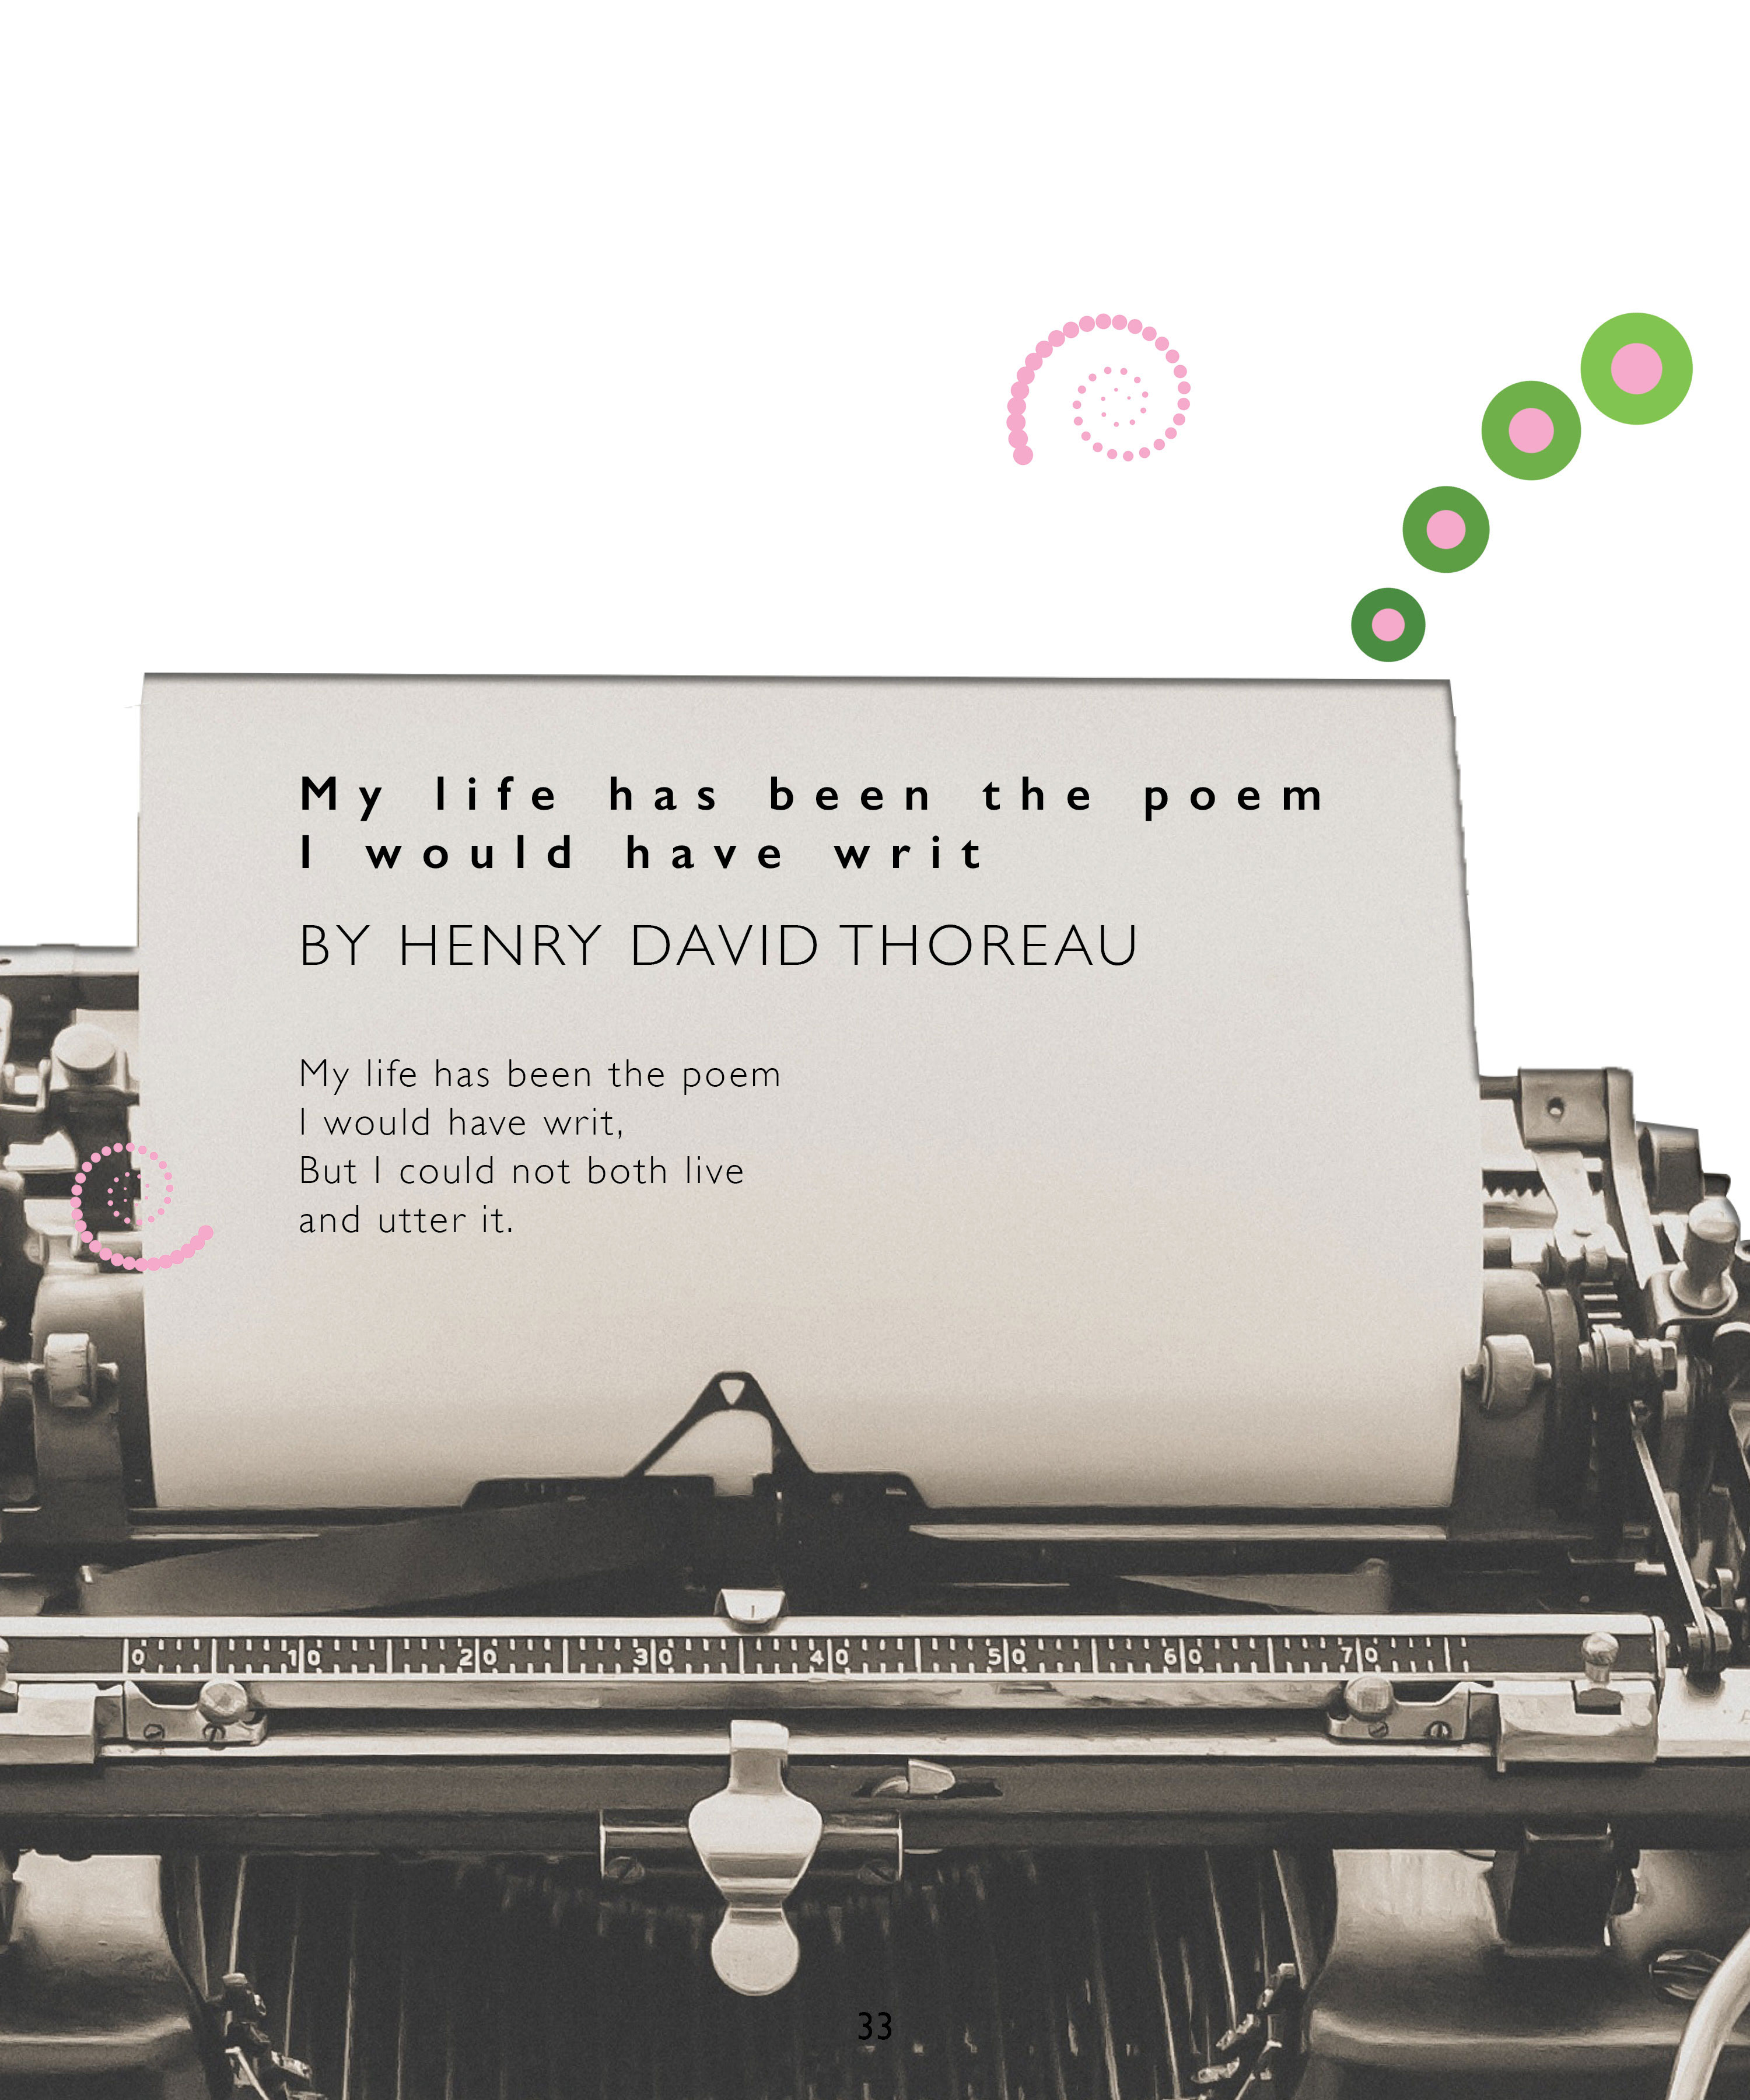 My life has been the poem
I would have writ
BY HENRY DAVID THOREAU
My life has been the poem
I would have writ,
But I could not both live
and utter it.
0 10 20 30 40 50 60 70
33